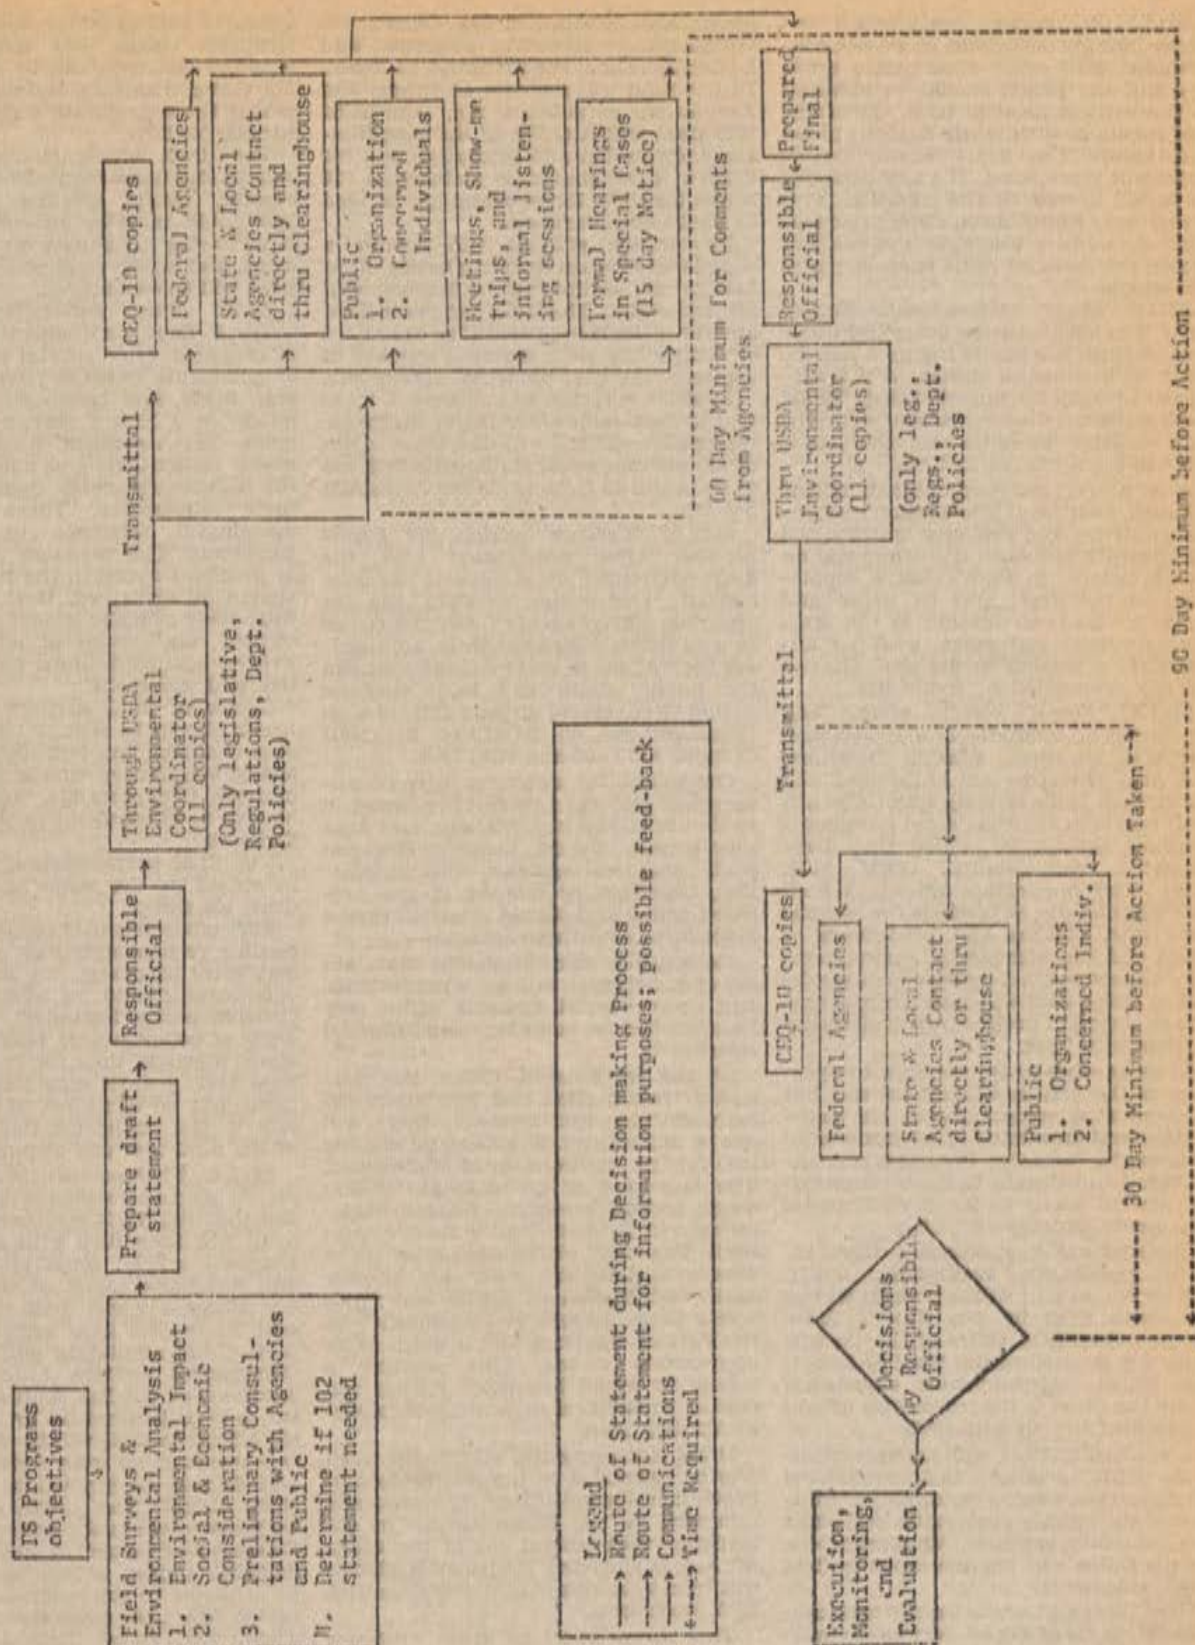 FS Programs
objectives
Field Surveys &
Environmental Analysis
1. Environmental Impact
2. Social & Economic
Consideration
3. Preliminary Consul-
tations with Agencies
and Public
Determine if 102
statement needed
Prepare draft
statement
Responsible
Official
Through USDA
Environmental
Coordinator
(11 copies)
(Only legislative,
Regulations, Dept.
Policies)
Transmittal
CEQ-10 copies
Federal Agencies
State & Local
Agencies Contact
directly and
thru Clearinghouse
Public
1. Organization
2. Concerned
Individuals
Meetings, Show-me
trips, and
informal listen-
ing sessions
Formal Hearings
in Special Cases
(15 day Notice)
60 Day Minimum for Comments
from Agencies
Prepared
Final
Responsible
Official
Thru USDA
Environmental
Coordinator
(11 copies)
(only leg.,
Regs., Dept.
Policies
Transmittal
CEQ-10 copies
Federal Agencies
State & Local
Agencies Contact
directly or thru
Clearinghouse
Public
1. Organizations
2. Concerned Indiv.
30 Day Minimum before Action Taken
90 Day Minimum before Action
Decisions
by Responsible
Official
Execution,
Monitoring,
and
Evaluation
Legend
Route of Statement during Decision making Process
Route of Statement for information purposes; possible feed-back
Communications
Time Required